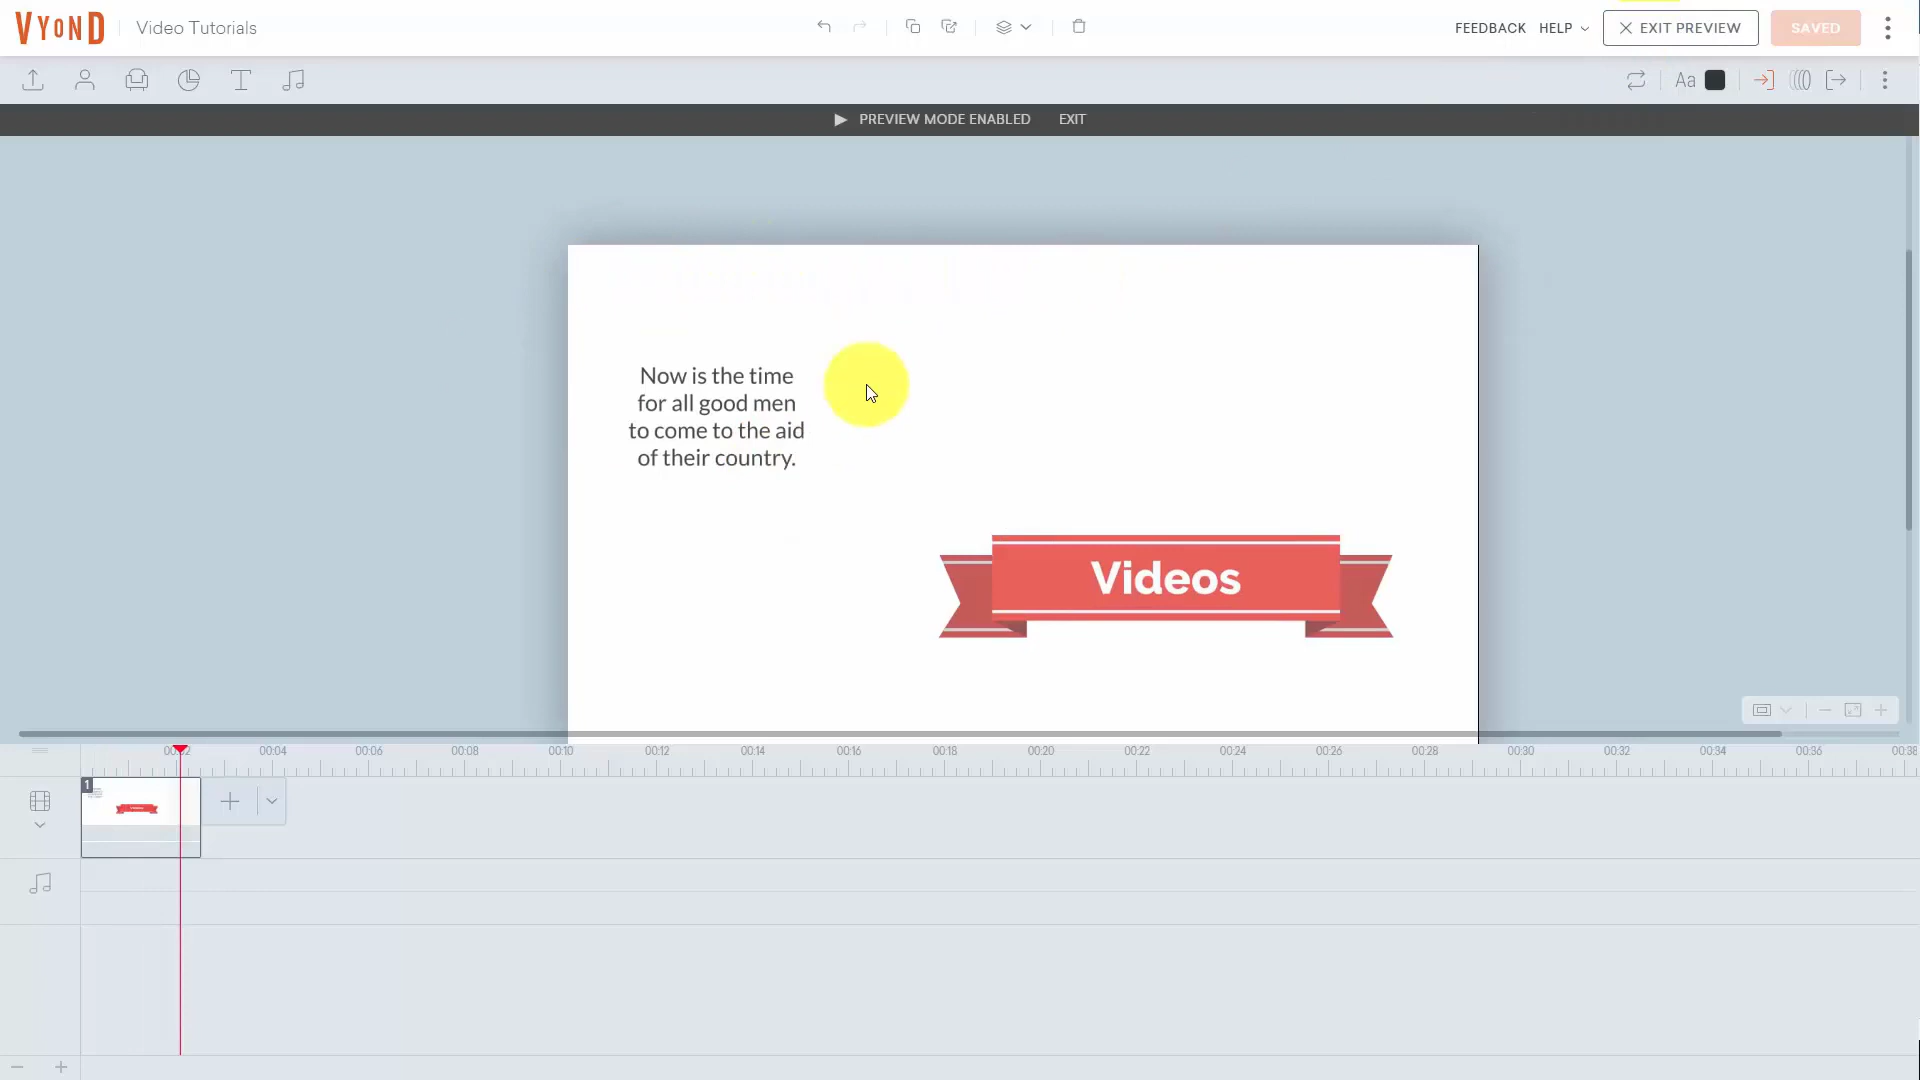 VYOND
Video Tutorials
FEEDBACK
HELP
EXIT PREVIEW
SAVED
Aa
PREVIEW MODE ENABLED
EXIT
Now is the time
for all good men
to come to the aid
of their country.
Videos
00:02
00:04
00:06
00:08
00:10
00:12
00:14
00:16
00:18
00:20
00:22
00:24
00:26
00:28
00:30
00:32
00:34
00:36
00:38
1